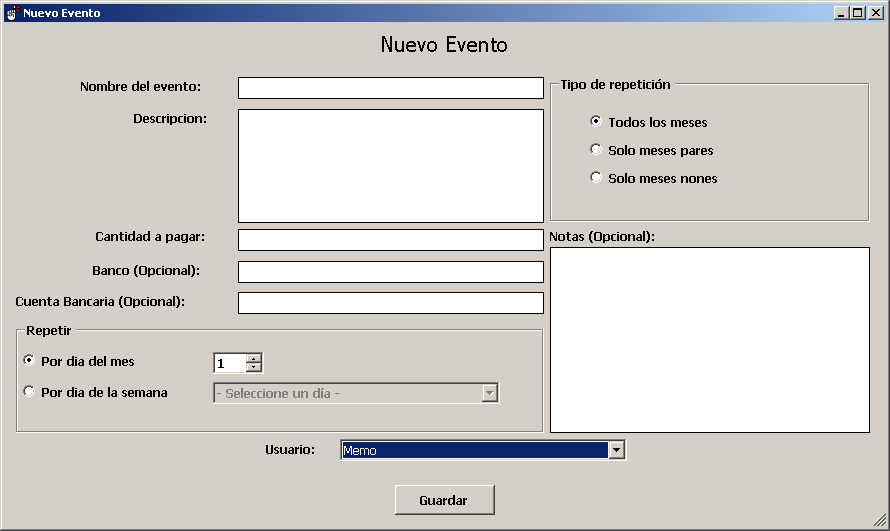 Nuevo Evento
Nuevo Evento
Nombre del evento:
Descripcion:
Tipo de repetición
Todos los meses
Solo meses pares
Solo meses nones
Cantidad a pagar:
Banco (Opcional):
Cuenta Bancaria (Opcional):
Notas (Opcional):
Repetir
Por dia del mes
1
Por dia de la semana
- Seleccione un día -
Usuario:
Memo
Guardar